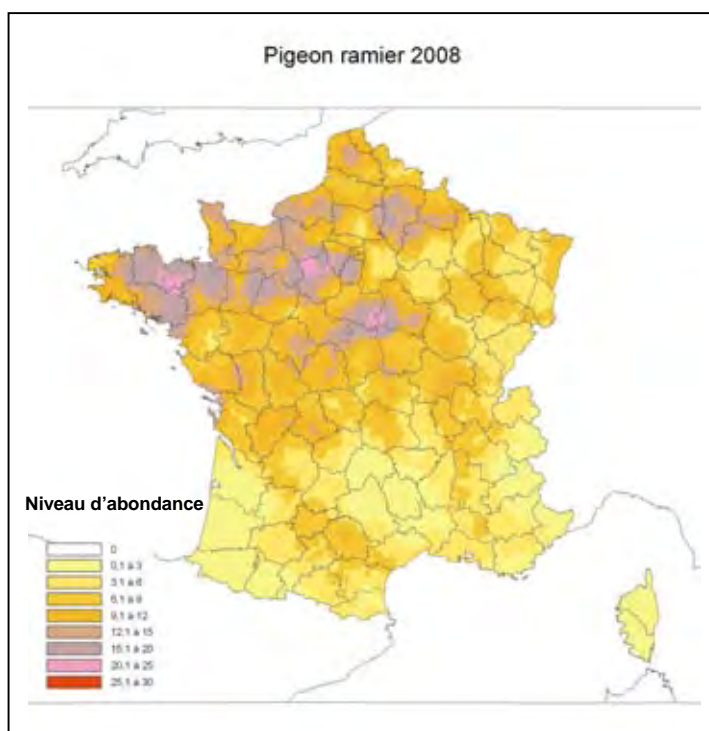 Pigeon ramier 2008
Niveau d'abondance
0
0,1 à 3
3,1 à 6
6,1 à 9
9,1 à 12
12,1 à 15
15,1 à 20
20,1 à 25
25,1 à 30